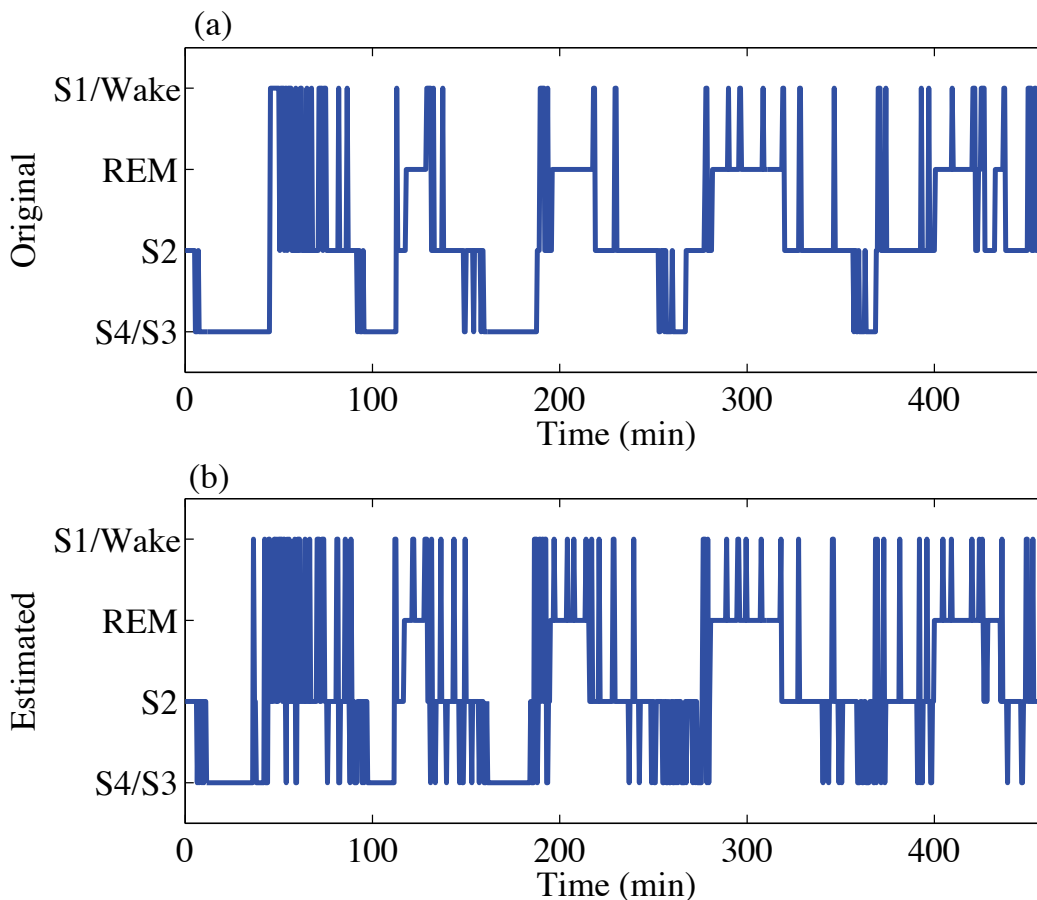 (a)
S1/Wake
REM
S2
S4/S3
Original
0 100 200 300 400
Time (min)
(b)
S1/Wake
REM
S2
S4/S3
Estimated
0 100 200 300 400
Time (min)